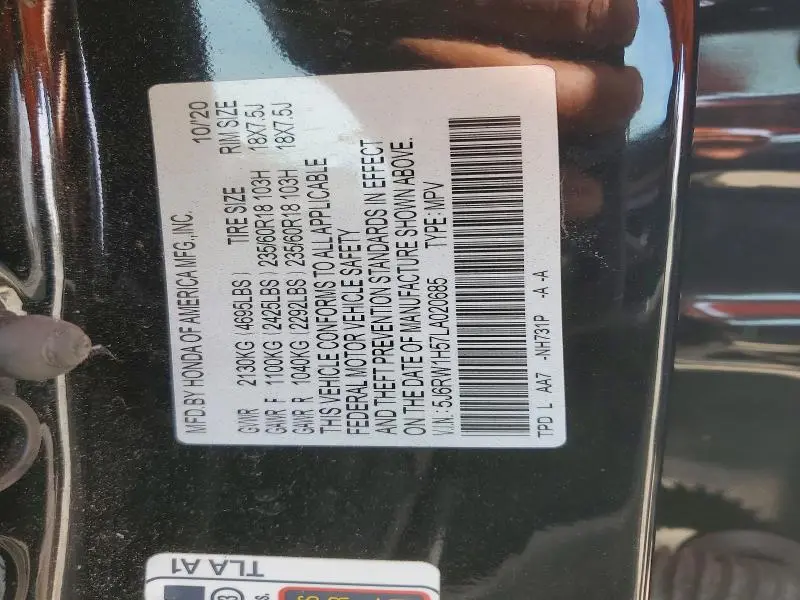 MFD.BY HONDA OF AMERICA MFG.,INC. 10/20
GVWR 2130KG ( 4695LBS ) TIRE SIZE RIM SIZE
GAWR F 1100KG ( 2425LBS ) 235/60R18 103H 18X7.5J
GAWR R 1040KG ( 2292LBS ) 235/60R18 103H 18X7.5J
THIS VEHICLE CONFORMS TO ALL APPLICABLE
FEDERAL MOTOR VEHICLE SAFETY
AND THEFT PREVENTION STANDARDS IN EFFECT
ON THE DATE OF MANUFACTURE SHOWN ABOVE.
V.I.N.: 5J6RW1H57LA020685 TYPE: MPV
TPD L AA7 -NH731P -A -A
TLA A1